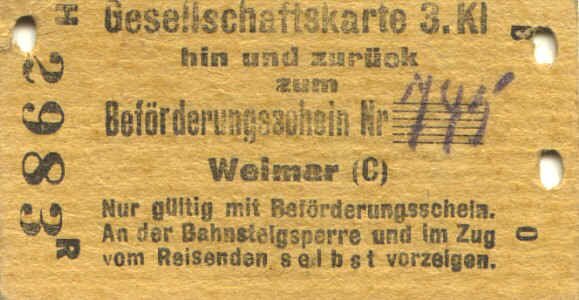 Gesellschaftskarte 3. Kl
hin und zurück
zum
Beförderungsschein Nr
Weimar (C)
Nur gültig mit Beförderungsschein.
An der Bahnsteigsperre und im Zug
vom Reisenden selbst vorzeigen.
H 2983 R